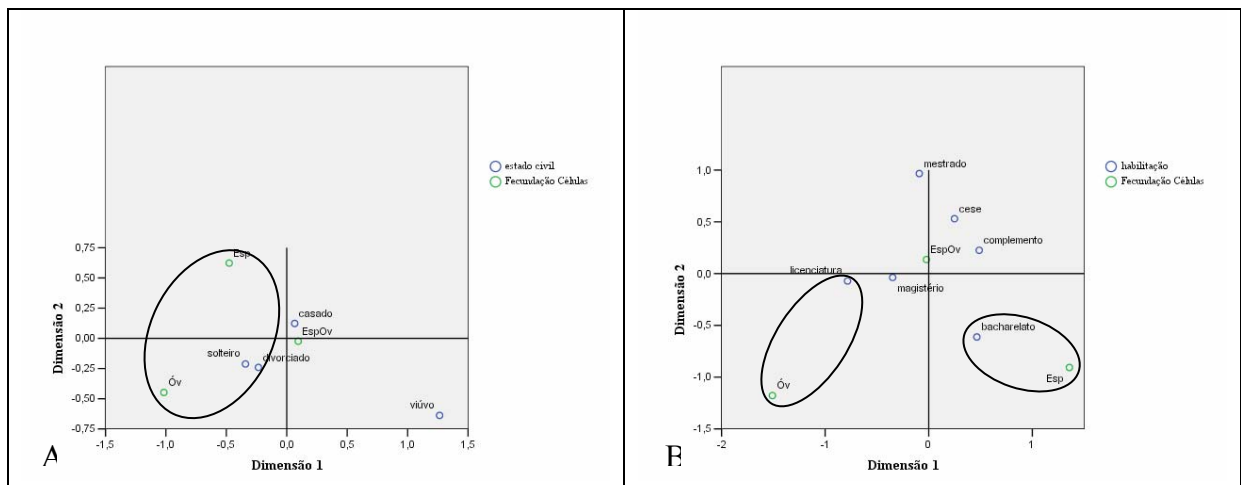 0,75
0,50
0,25
0,00
-0,25
-0,50
-0,75
-1,5
-1,0
-0,5
0,0
0,5
1,0
1,5
Dimensão 2
Dimensão 1
Esp
casado
EspOv
solteiro
divorciado
Óv
viúvo
estado civil
Fecundação Células
A
1,0
0,5
0,0
-0,5
-1,0
-1,5
-2
-1
0
1
Dimensão 2
Dimensão 1
mestrado
cese
complemento
EspOv
licenciatura
magistério
bacharelato
Esp
Óv
habilitação
Fecundação Células
B